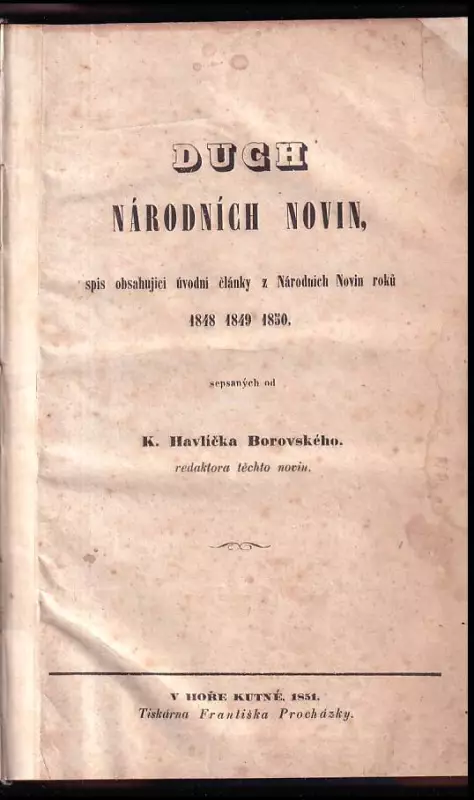 DUCH
NÁRODNÍCH NOVIN,
spis obsahující úvodní články z Národních Novin roků
1848 1849 1850.
sepsaných od
K. Havlíčka Borovského.
redaktora těchto novin.
V HOŘE KUTNÉ, 1851.
Tiskárna Františka Procházky.